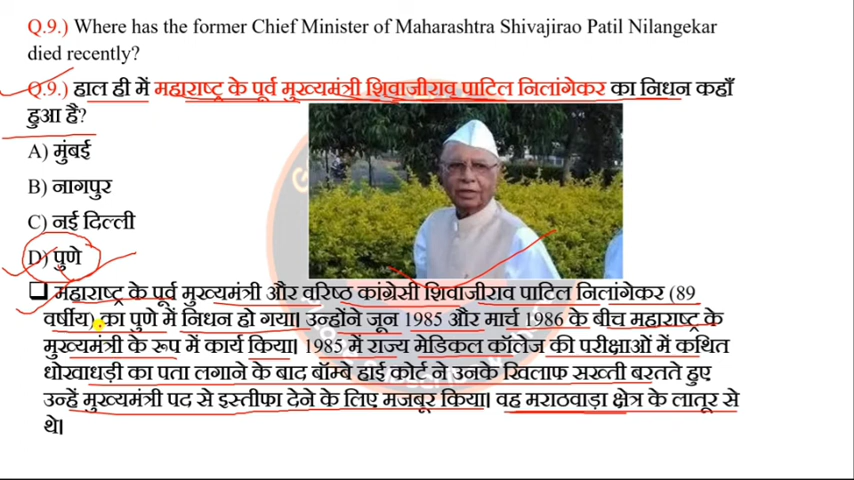 Q.9.) Where has the former Chief Minister of Maharashtra Shivajirao Patil Nilangekar
died recently?
Q.9.) हाल ही में महाराष्ट्र के पूर्व मुख्यमंत्री शिवाजीराव पाटिल निलांगेकर का निधन कहाँ
हुआ है?
A) मुंबई
B) नागपुर
C) नई दिल्ली
D) पुणे
महाराष्ट्र के पूर्व मुख्यमंत्री और वरिष्ठ कांग्रेसी शिवाजीराव पाटिल निलांगेकर (89
वर्षीय) का पुणे में निधन हो गया। उन्होंने जून 1985 और मार्च 1986 के बीच महाराष्ट्र के
मुख्यमंत्री के रूप में कार्य किया। 1985 में राज्य मेडिकल कॉलेज की परीक्षाओं में कथित
धोखाधड़ी का पता लगाने के बाद बॉम्बे हाई कोर्ट ने उनके खिलाफ सख्ती बरतते हुए
उन्हें मुख्यमंत्री पद से इस्तीफा देने के लिए मजबूर किया। वह मराठवाड़ा क्षेत्र के लातूर से
थे।